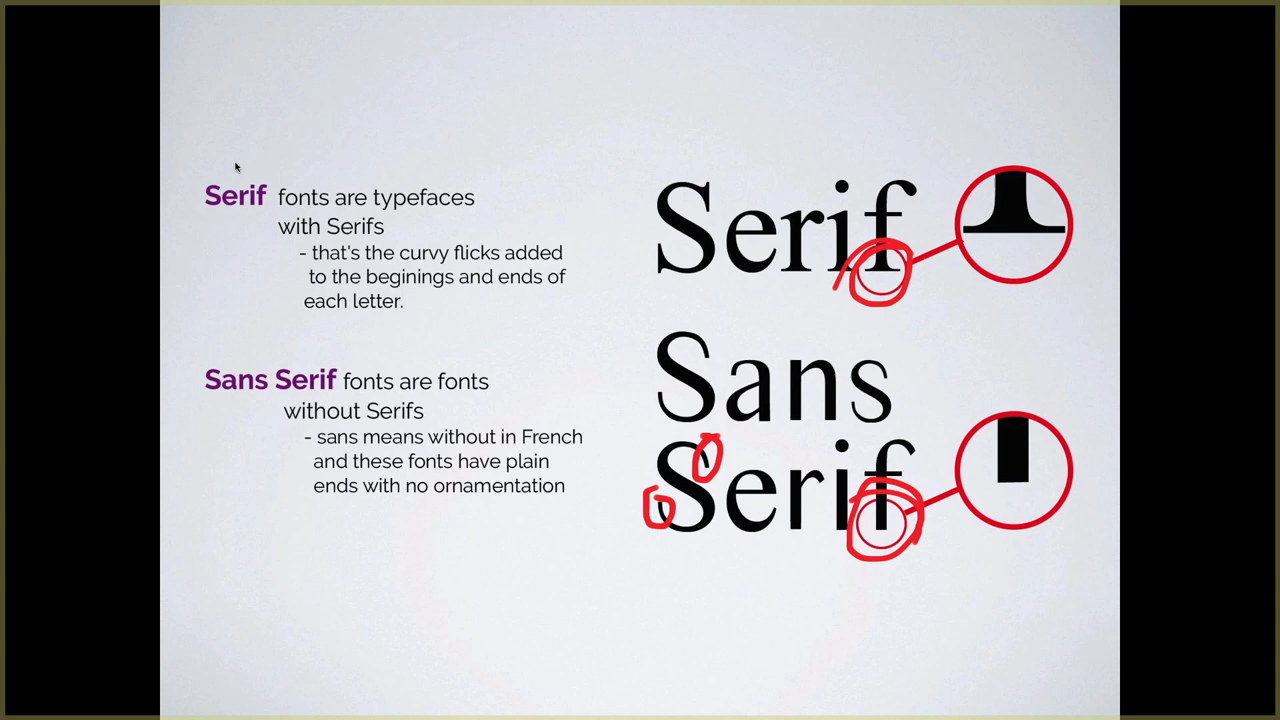 Serif fonts are typefaces
with Serifs
- that's the curvy flicks added
to the beginings and ends of
each letter.
Sans Serif fonts are fonts
without Serifs
- sans means without in French
and these fonts have plain
ends with no ornamentation
Serif
Sans
Serif